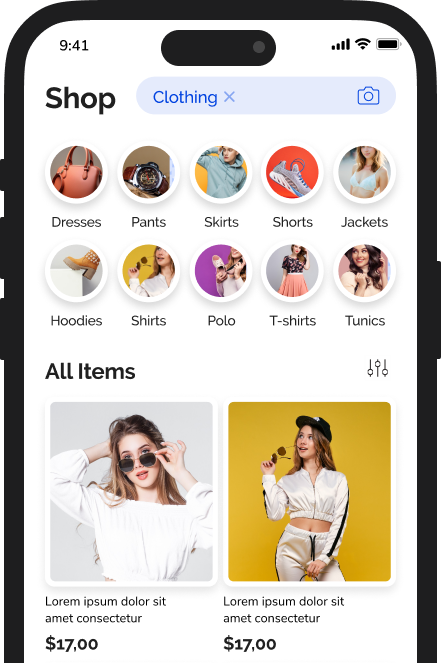 9:41
Shop
Clothing ✕
Dresses Pants Skirts Shorts Jackets
Hoodies Shirts Polo T-shirts Tunics
All Items
Lorem ipsum dolor sit Lorem ipsum dolor sit
amet consectetur amet consectetur
$17,00 $17,00